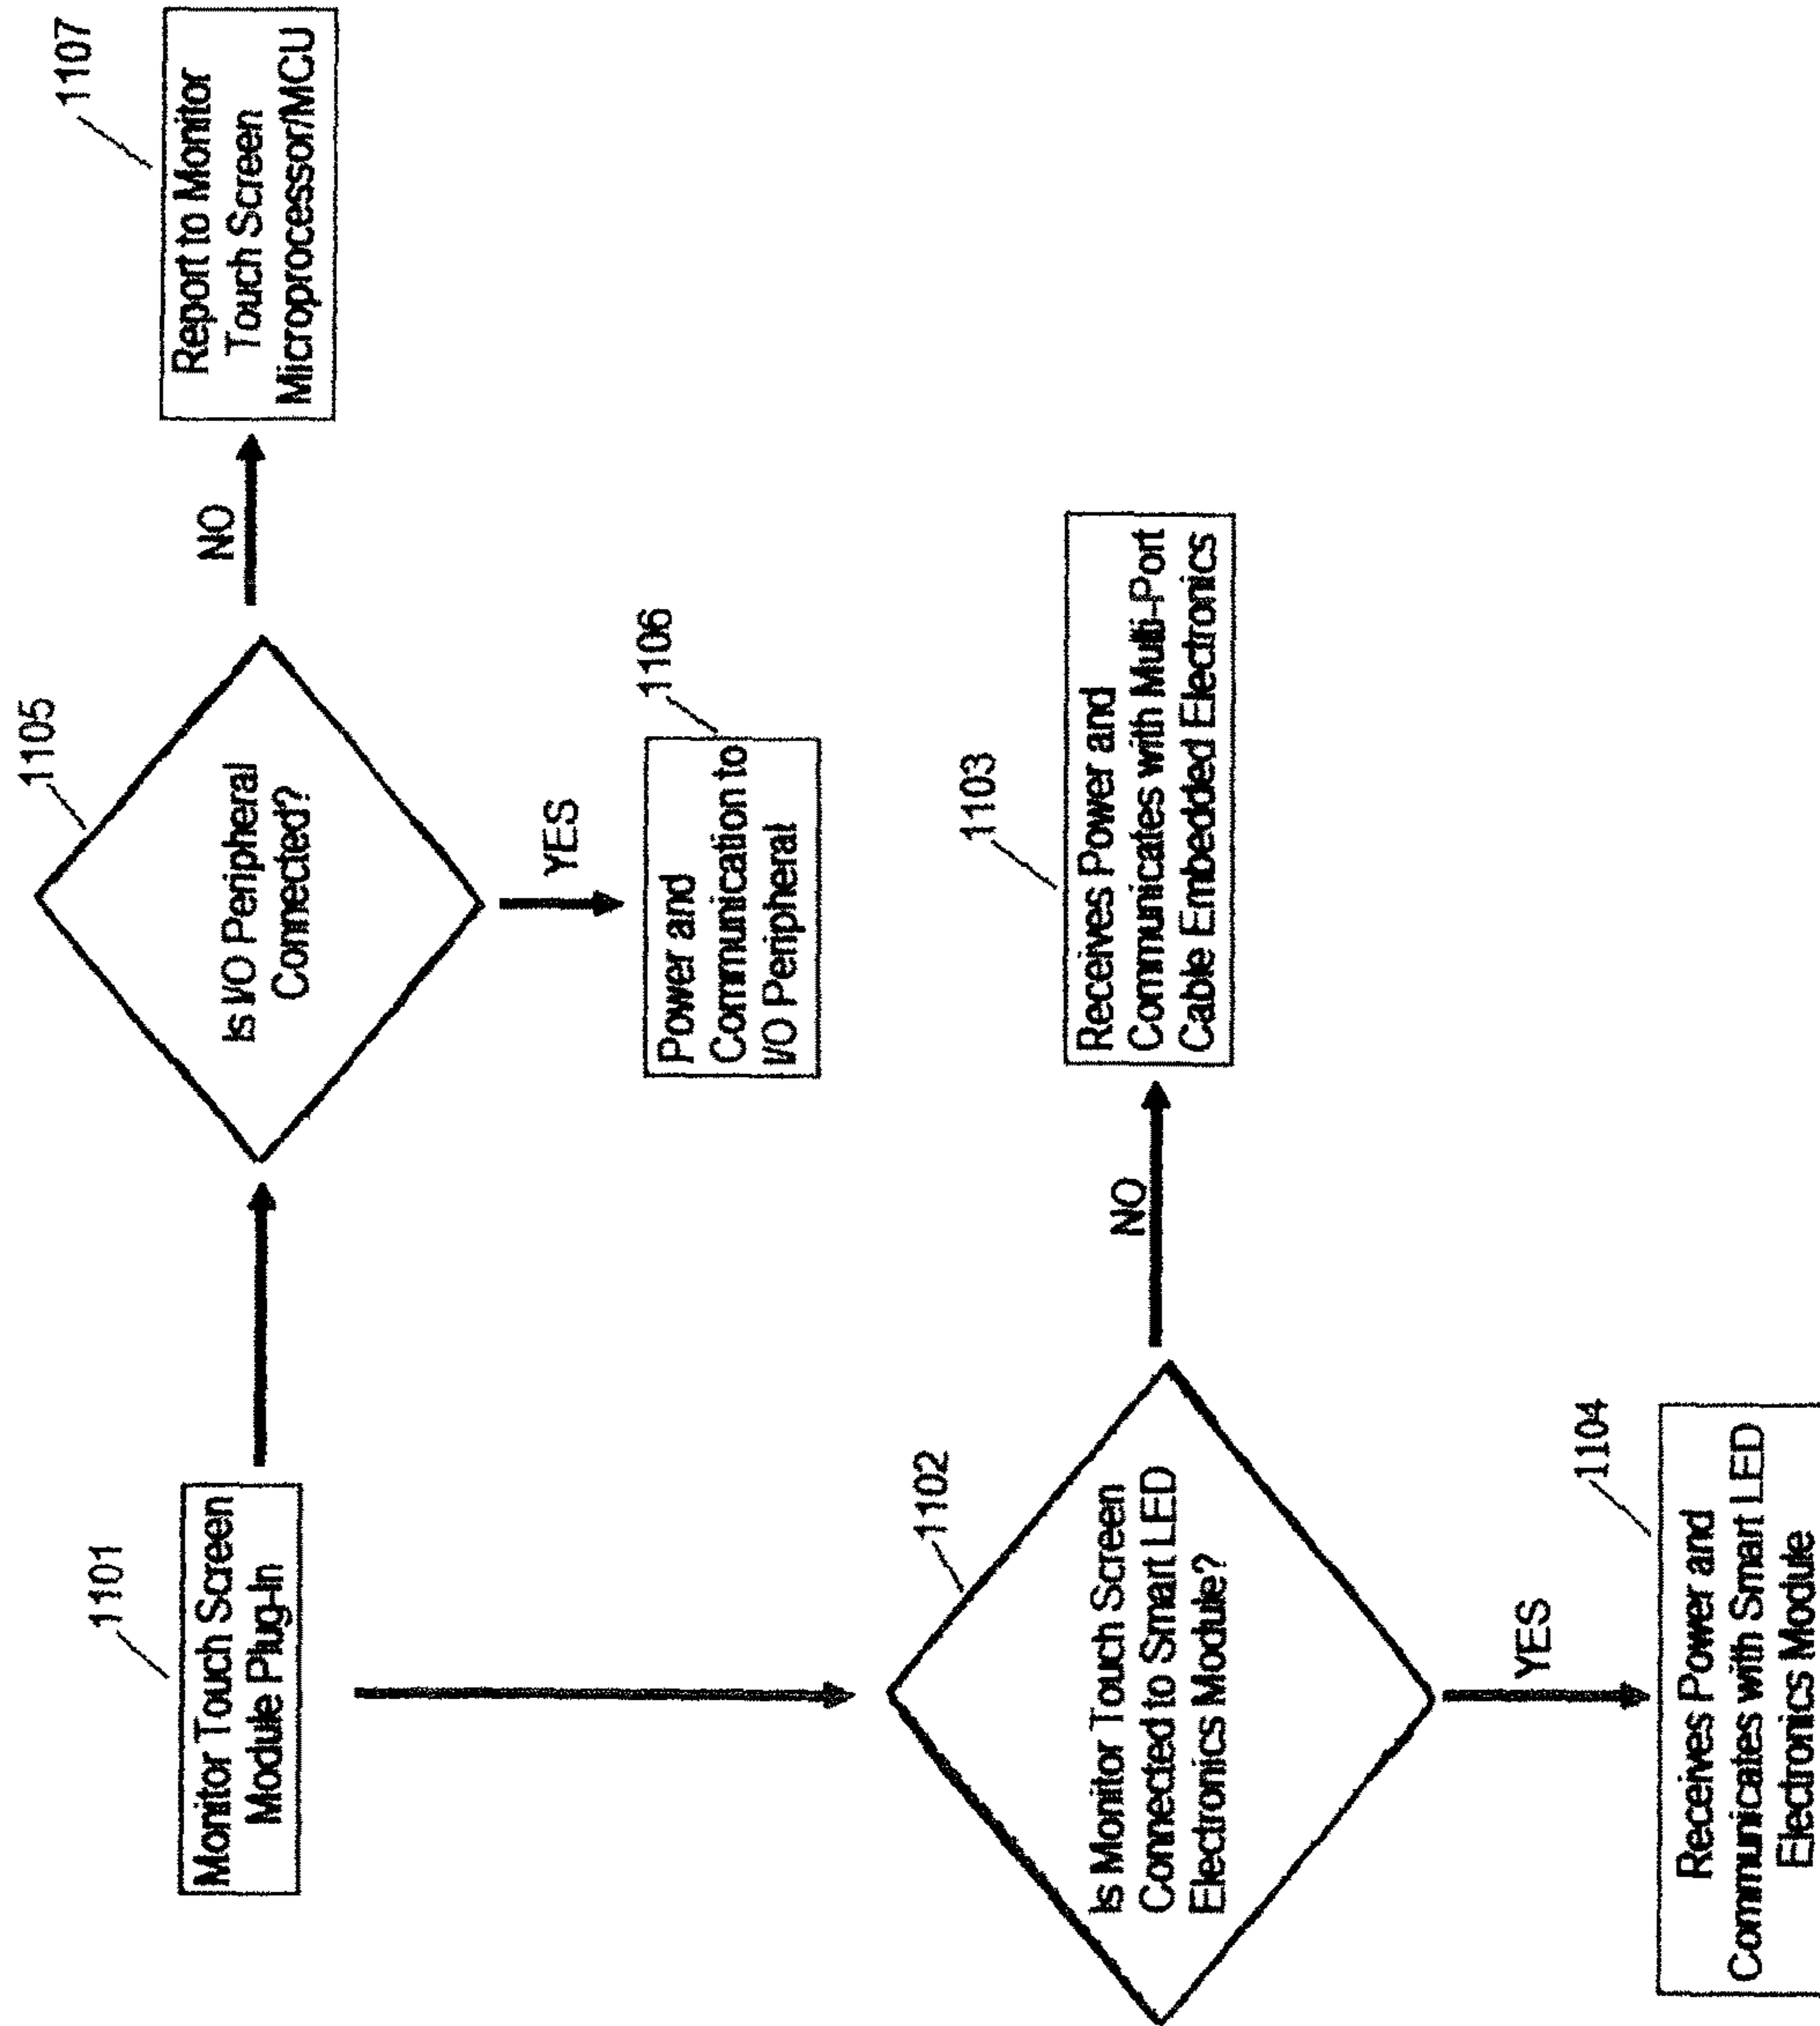 1101
Monitor Touch Screen
Module Plug-In
1105
Is I/O Peripheral
Connected?
NO
1107
Report to Monitor
Touch Screen
Microprocessor/MCU
YES
1106
Power and
Communication to
I/O Peripheral
1102
Is Monitor Touch Screen
Connected to Smart LED
Electronics Module?
NO
1103
Receives Power and
Communicates with Multi-Port
Cable Embedded Electronics
YES
1104
Receives Power and
Communicates with Smart LED
Electronics Module